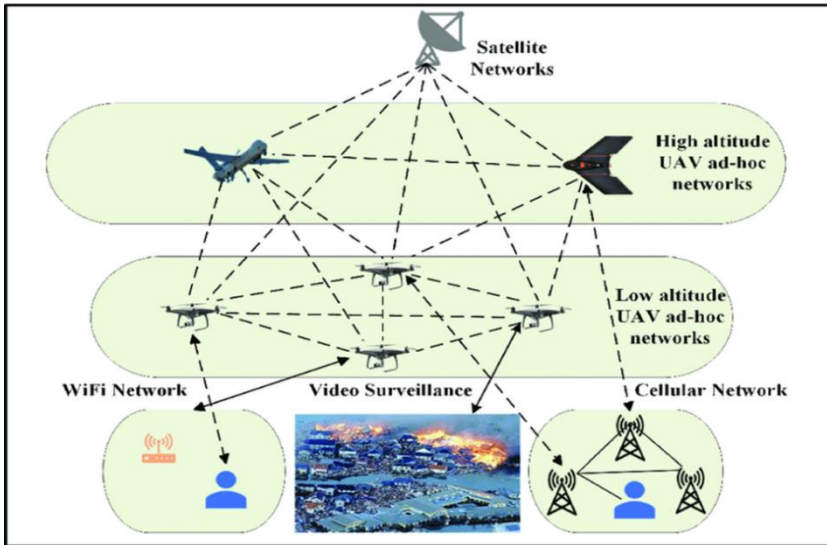 Satellite
Networks
High altitude
UAV ad-hoc
networks
Low altitude
UAV ad-hoc
networks
WiFi Network
Video Surveillance
Cellular Network